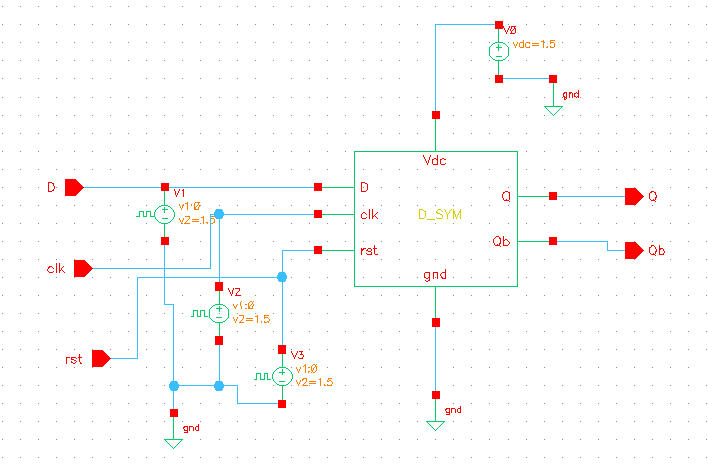 V0
vdc=1.5
gnd
Vdc
D
V1
v1:0
v2=1.5
D
Q
Q
clk
D_SYM
Qb
Qb
rst
clk
gnd
V2
v1:0
v2=1.5
rst
V3
v1:0
v2=1.5
gnd
gnd